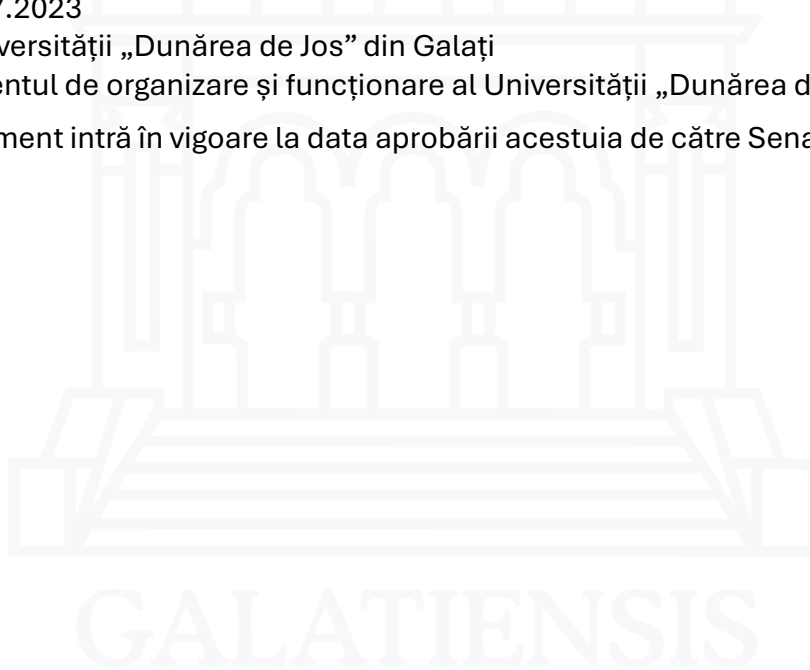 .2023
versității „Dunărea de Jos” din Galați
entul de organizare și funcționare al Universității „Dunărea d
ment intră în vigoare la data aprobării acestuia de către Sena
GALATIENSIS